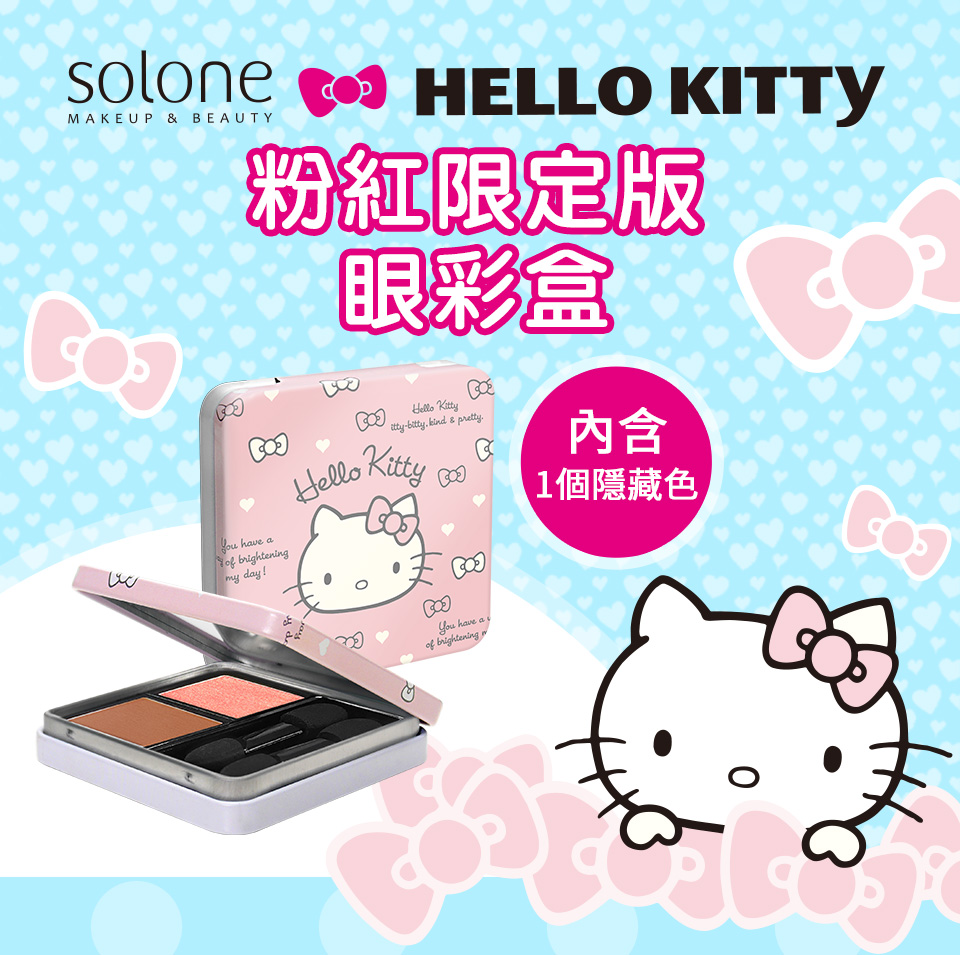 solone
MAKEUP & BEAUTY
HELLO KITTY
粉紅限定版
眼彩盒
內含
1個隱藏色
Hello Kitty
itty-bitty, kind & pretty.
Hello Kitty
You have a
of brightening
my day!
You have a
of brightening